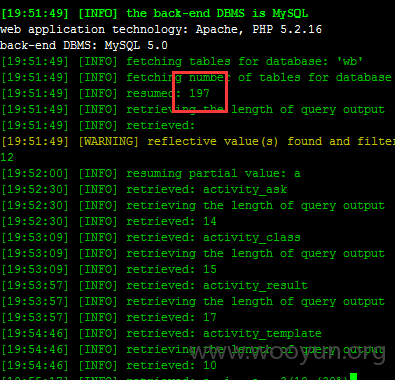 [19:51:49] [INFO] the back-end DBMS is MySQL
web application technology: Apache, PHP 5.2.16
back-end DBMS: MySQL 5.0
[19:51:49] [INFO] fetching tables for database: 'wb'
[19:51:49] [INFO] fetching number of tables for database
[19:51:49] [INFO] resumed: 197
[19:51:49] [INFO] retrieving the length of query output
[19:51:49] [INFO] retrieved:
[19:51:49] [WARNING] reflective value(s) found and filter
12
[19:52:00] [INFO] resuming partial value: a
[19:52:30] [INFO] retrieved: activity_ask
[19:52:30] [INFO] retrieving the length of query output
[19:52:30] [INFO] retrieved: 14
[19:53:09] [INFO] retrieved: activity_class
[19:53:09] [INFO] retrieving the length of query output
[19:53:09] [INFO] retrieved: 15
[19:53:57] [INFO] retrieved: activity_result
[19:53:57] [INFO] retrieving the length of query output
[19:53:57] [INFO] retrieved: 17
[19:54:46] [INFO] retrieved: activity_template
[19:54:46] [INFO] retrieving the length of query output
[19:54:46] [INFO] retrieved: 10
www.wooyun.org